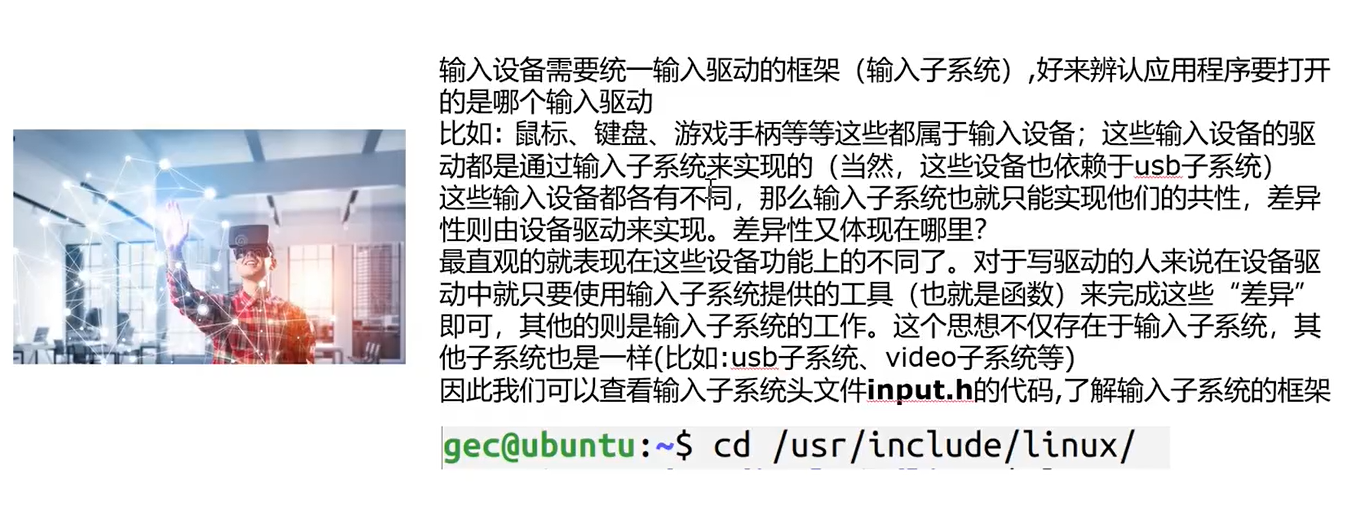 输入设备需要统一输入驱动的框架（输入子系统）,好来辨认应用程序要打开
的是哪个输入驱动
比如：鼠标、键盘、游戏手柄等等这些都属于输入设备；这些输入设备的驱
动都是通过输入子系统来实现的（当然，这些设备也依赖于usb子系统）
这些输入设备都各有不同，那么输入子系统也就只能实现他们的共性，差异
性则由设备驱动来实现。差异性又体现在哪里？
最直观的就表现在这些设备功能上的不同了。对于写驱动的人来说在设备驱
动中就只要使用输入子系统提供的工具（也就是函数）来完成这些“差异”
即可，其他的则是输入子系统的工作。这个思想不仅存在于输入子系统，其
他子系统也是一样(比如:usb子系统、video子系统等)
因此我们可以查看输入子系统头文件input.h的代码,了解输入子系统的框架
gec@ubuntu:~$ cd /usr/include/linux/